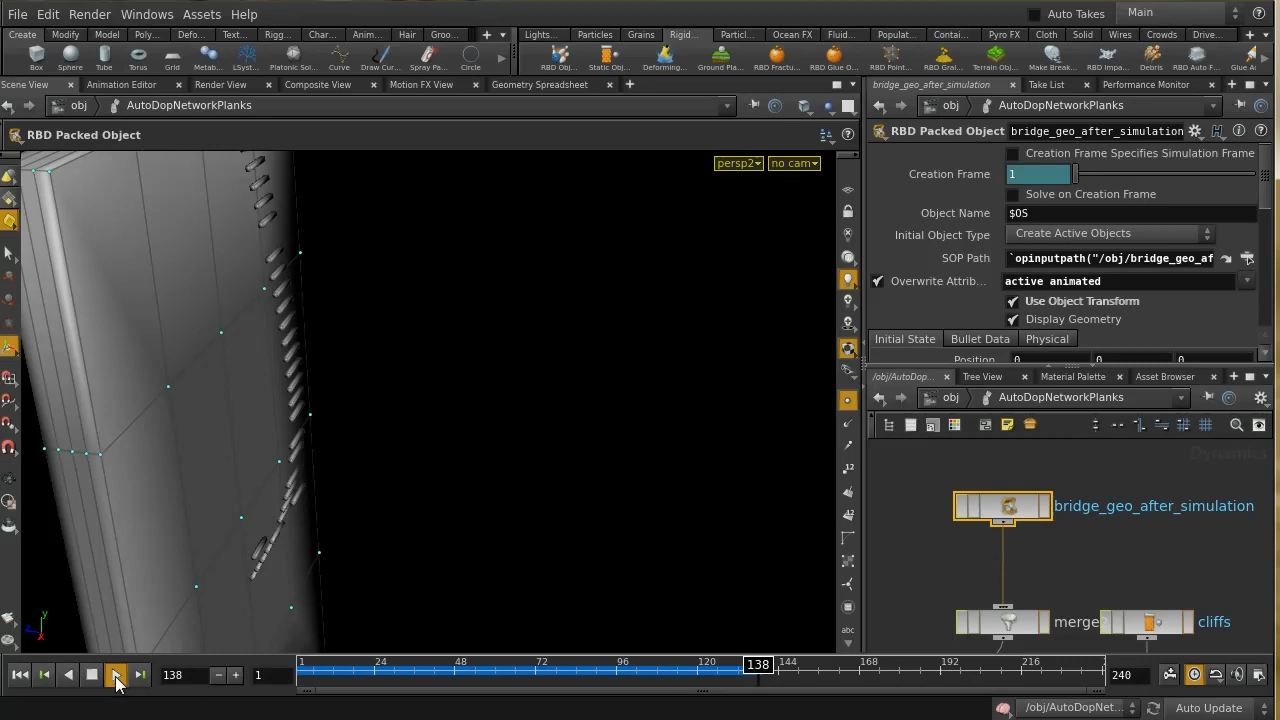 File Edit Render Windows Assets Help Auto Takes Main
Create Modify Model Poly... Defo... Text... Rigg... Char... Anim... Hair Groo... Lights... Particles Grains Rigid... Particl... Ocean FX Fluid... Populat... Contai... Pyro FX Cloth Solid Wires Crowds Drive...
Box Sphere Tube Torus Grid Metab... LSyst... Platonic Sol... Curve Draw Cur... Spray Pa... Circle RBD Obj... Static Obj... Deforming... Ground Pla... RBD Fractu... RBD Glue O... RBD Point... RBD Gran... Terrain Obj... Make Break... RBD Impa... Debris RBD Auto F... Glue A
Scene View Animation Editor Render View Composite View Motion FX View Geometry Spreadsheet bridge_geo_after_simulation Take List Performance Monitor
obj AutoDopNetworkPlanks obj AutoDopNetworkPlanks
RBD Packed Object RBD Packed Object bridge_geo_after_simulation
persp2 no cam
Creation Frame Specifies Simulation Frame
Creation Frame 1
Solve on Creation Frame
Object Name $OS
Initial Object Type Create Active Objects
SOP Path `opinputpath("/obj/bridge_geo_af
Overwrite Attrib... active animated
Use Object Transform
Display Geometry
Initial State Bullet Data Physical
Position 0 0 0
/obj/AutoDop... Tree View Material Palette Asset Browser
obj AutoDopNetworkPlanks
Dynamics
bridge_geo_after_simulation
merge cliffs
12
12
abc
y
z x
138 1 1 24 48 72 96 120 138 144 168 192 216 240
/obj/AutoDopNet... Auto Update